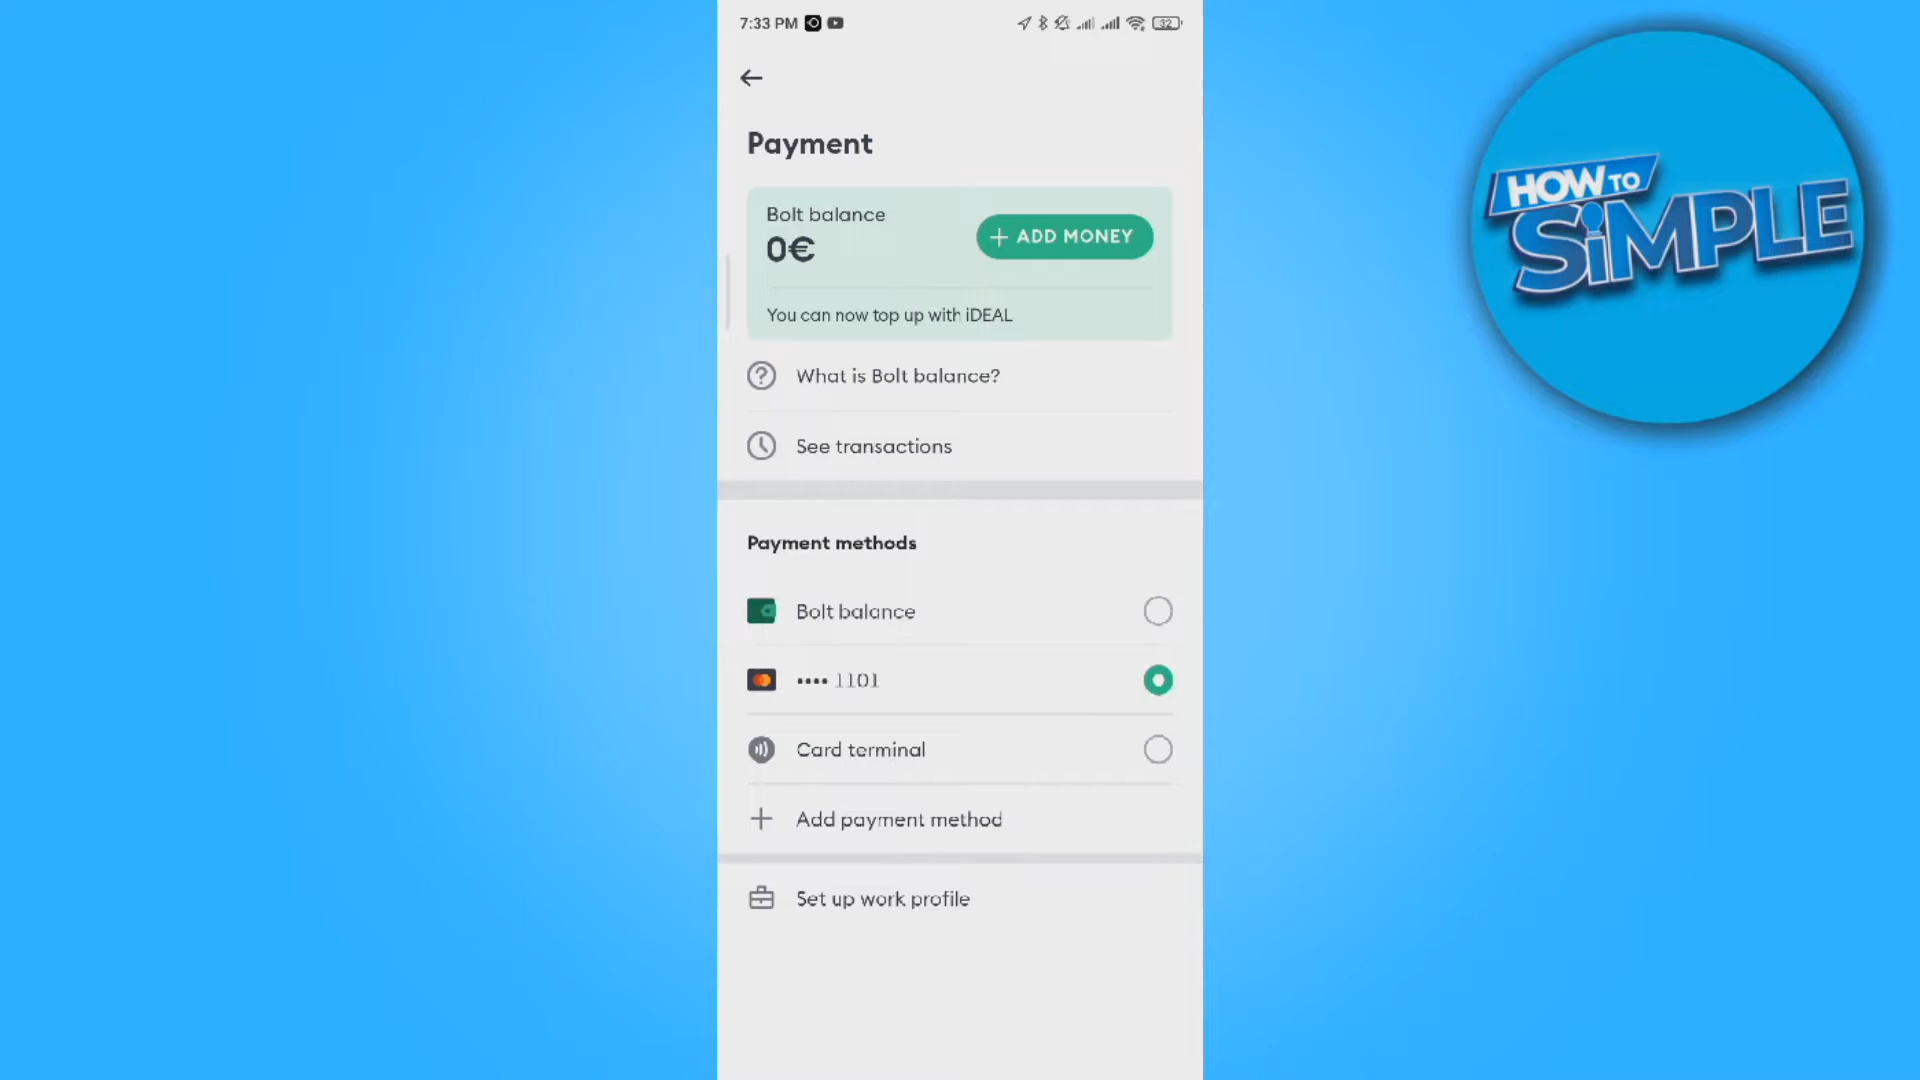 7:33 PM
32
HOW TO
SiMPLE
Payment
Bolt balance
0€
+ ADD MONEY
You can now top up with iDEAL
What is Bolt balance?
See transactions
Payment methods
Bolt balance
•••• 1101
Card terminal
Add payment method
Set up work profile